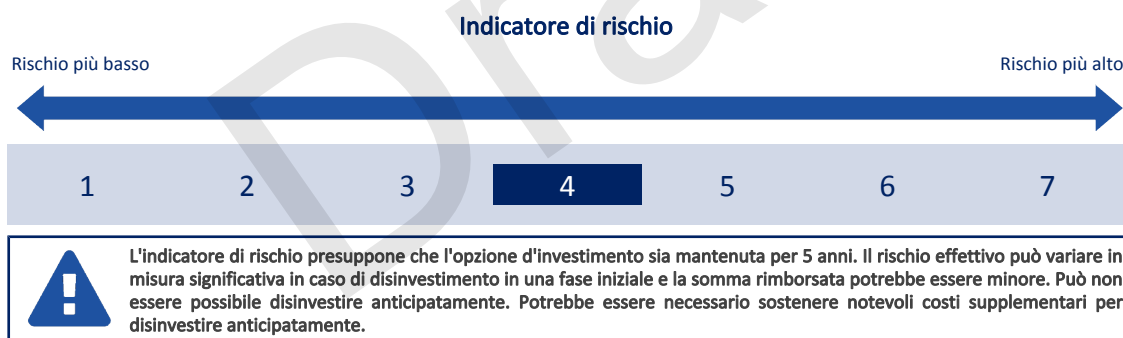 Indicatore di rischio
Rischio più basso Rischio più alto
1 2 3 4 5 6 7
L'indicatore di rischio presuppone che l'opzione d'investimento sia mantenuta per 5 anni. Il rischio effettivo può variare in
misura significativa in caso di disinvestimento in una fase iniziale e la somma rimborsata potrebbe essere minore. Può non
essere possibile disinvestire anticipatamente. Potrebbe essere necessario sostenere notevoli costi supplementari per
disinvestire anticipatamente.
Dra